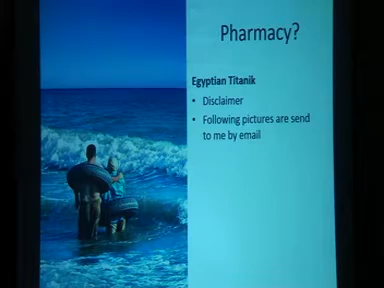 Pharmacy?
Egyptian Titanik
• Disclaimer
• Following pictures are send
to me by email